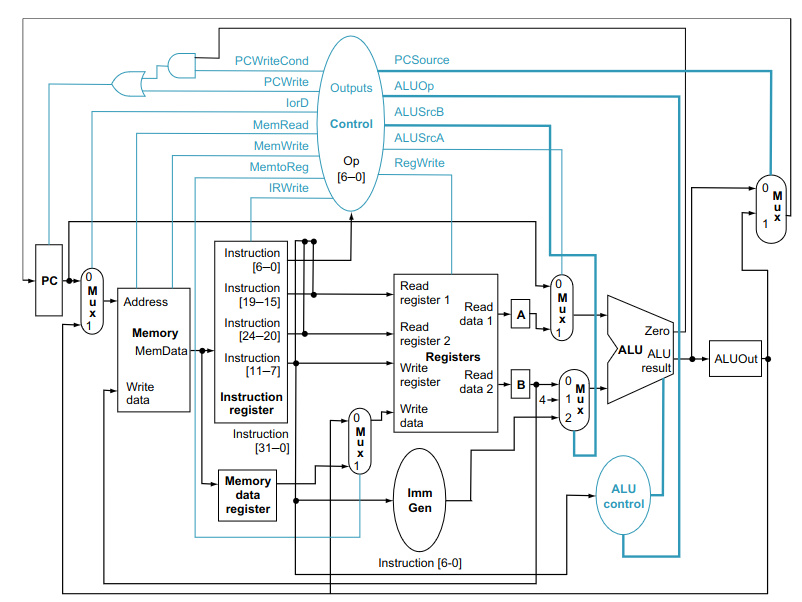 PCWriteCond
PCWrite
IorD
MemRead
MemWrite
MemtoReg
IRWrite
Outputs
Control
Op
[6–0]
PCSource
ALUOp
ALUSrcB
ALUSrcA
RegWrite
0
M
u
x
1
PC
0
M
u
x
1
Address
Memory
MemData
Write
data
Instruction
[6–0]
Instruction
[19–15]
Instruction
[24–20]
Instruction
[11–7]
Instruction
register
Instruction
[31–0]
Memory
data
register
0
M
u
x
1
Read
register 1
Read
register 2
Registers
Write
register
Write
data
Read
data 1
Read
data 2
Imm
Gen
Instruction [6-0]
A
B
4
0
M
u
x
1
0
M
u
x
1
2
Zero
ALU
ALU
result
ALUOut
ALU
control